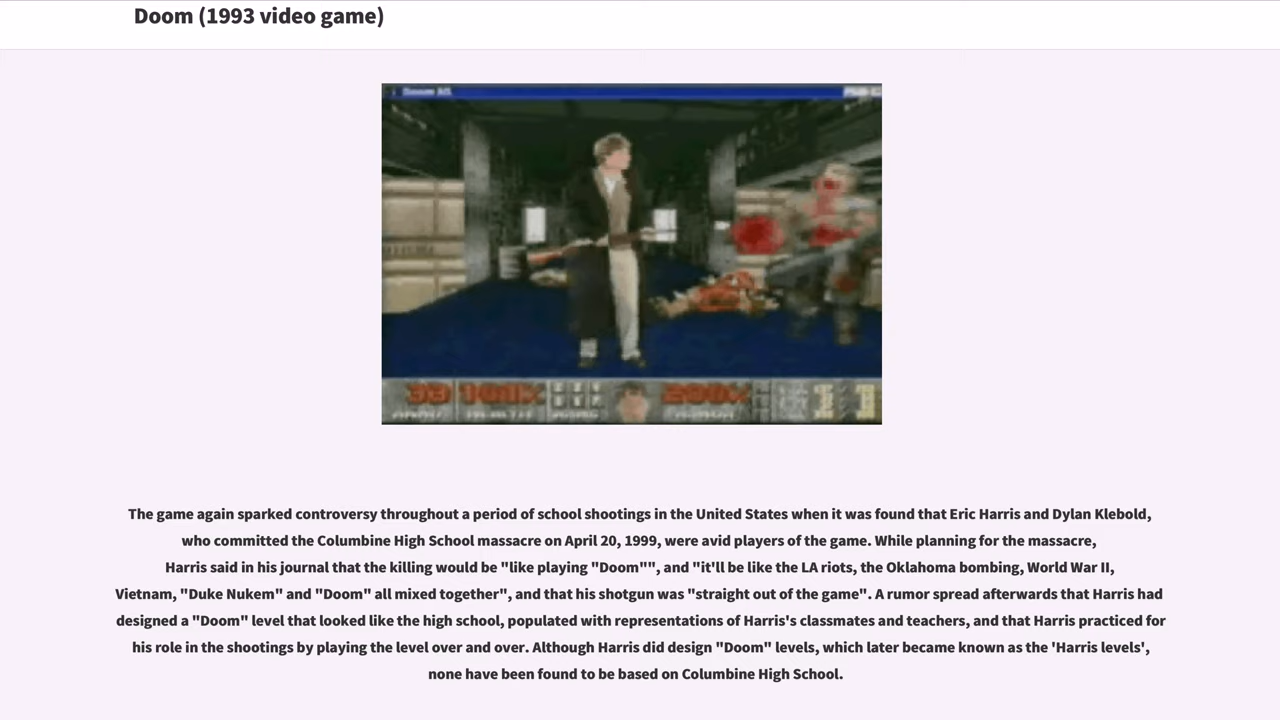 Doom (1993 video game)
The game again sparked controversy throughout a period of school shootings in the United States when it was found that Eric Harris and Dylan Klebold,
who committed the Columbine High School massacre on April 20, 1999, were avid players of the game. While planning for the massacre,
Harris said in his journal that the killing would be "like playing "Doom"", and "it'll be like the LA riots, the Oklahoma bombing, World War II,
Vietnam, "Duke Nukem" and "Doom" all mixed together", and that his shotgun was "straight out of the game". A rumor spread afterwards that Harris had
designed a "Doom" level that looked like the high school, populated with representations of Harris's classmates and teachers, and that Harris practiced for
his role in the shootings by playing the level over and over. Although Harris did design "Doom" levels, which later became known as the 'Harris levels',
none have been found to be based on Columbine High School.